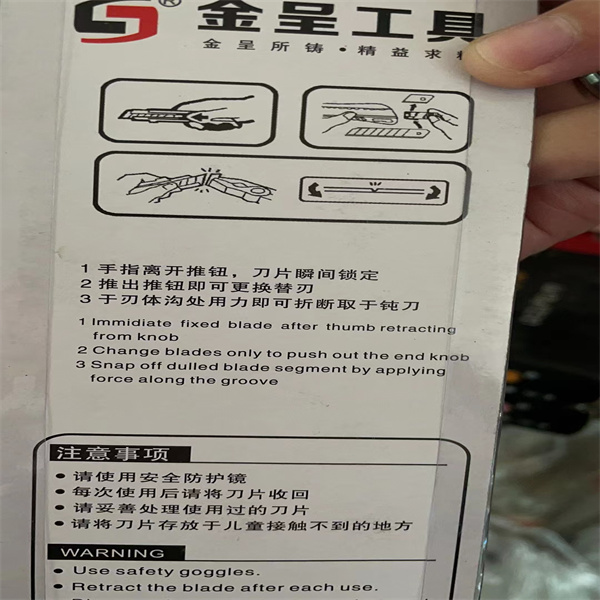 金呈工具
金呈所铸·精益求精
1 手指离开推钮，刀片瞬间锁定
2 推出推钮即可更换替刃
3 于刃体沟处用力即可折断取于钝刀
1 Immidiate fixed blade after thumb retracting
from knob
2 Change blades only to push out the end knob
3 Snap off dulled blade segment by applying
force along the groove
注意事项
• 请使用安全防护镜
• 每次使用后请将刀片收回
• 请妥善处理使用过的刀片
• 请将刀片存放于儿童接触不到的地方
WARNING
• Use safety goggles.
• Retract the blade after each use.